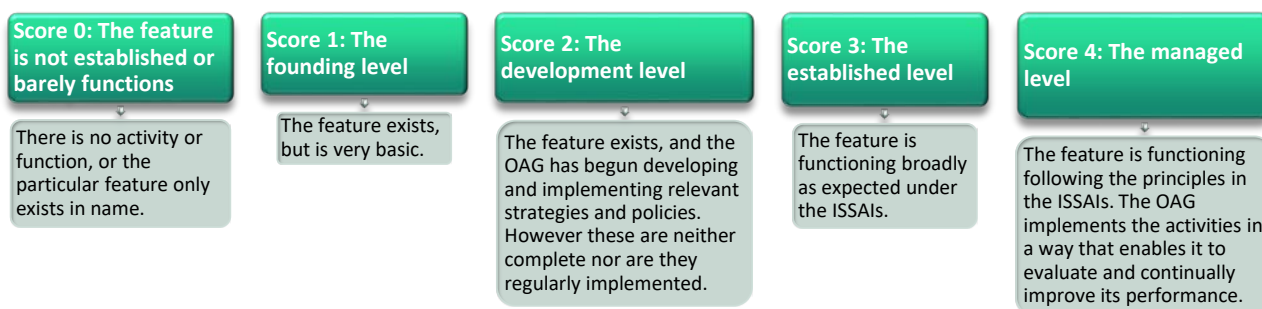 Score 0: The feature
is not established or
barely functions
There is no activity or
function, or the
particular feature only
exists in name.
Score 1: The
founding level
The feature exists,
but is very basic.
Score 2: The
development level
The feature exists, and the
OAG has begun developing
and implementing relevant
strategies and policies.
However these are neither
complete nor are they
regularly implemented.
Score 3: The
established level
The feature is
functioning broadly
as expected under
the ISSAIs.
Score 4: The managed
level
The feature is functioning
following the principles in
the ISSAIs. The OAG
implements the activities in
a way that enables it to
evaluate and continually
improve its performance.